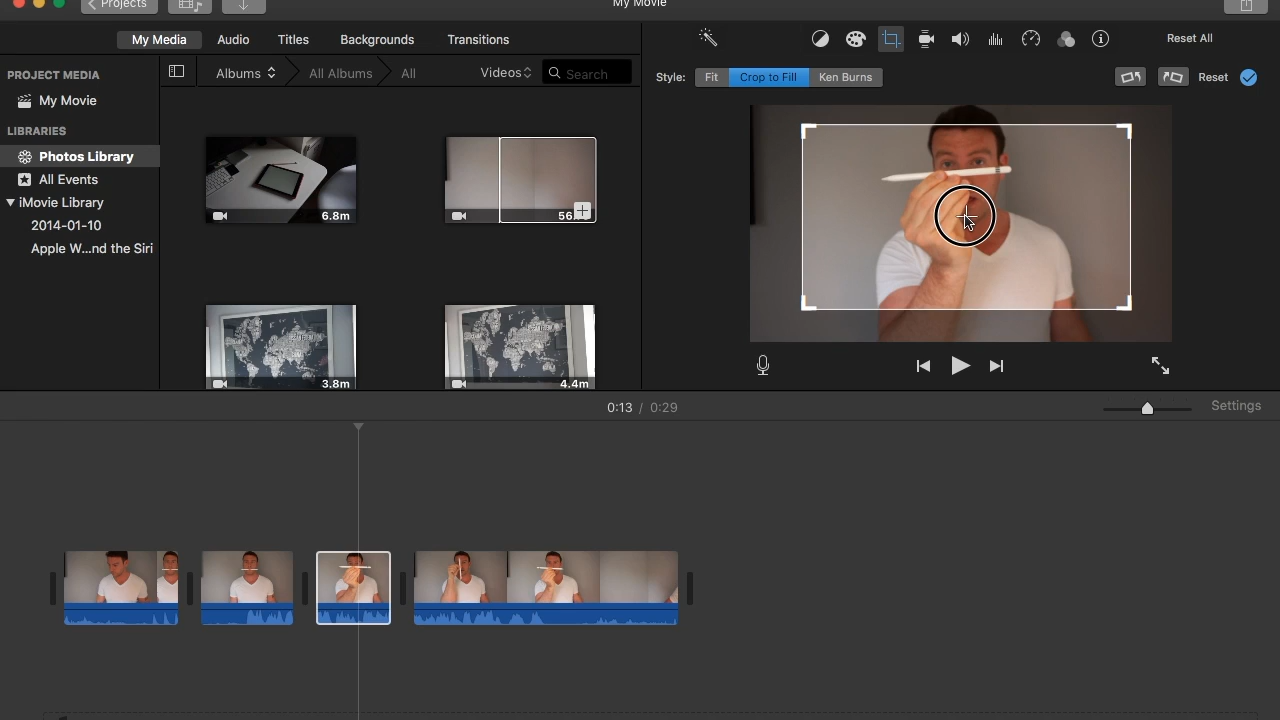 Projects
My Movie
My Media Audio Titles Backgrounds Transitions
Reset All
PROJECT MEDIA
My Movie
LIBRARIES
Photos Library
All Events
iMovie Library
2014-01-10
Apple W...nd the Siri
Albums All Albums All Videos Search
Style: Fit Crop to Fill Ken Burns Reset
6.8m
56
3.8m
4.4m
0:13 / 0:29
Settings